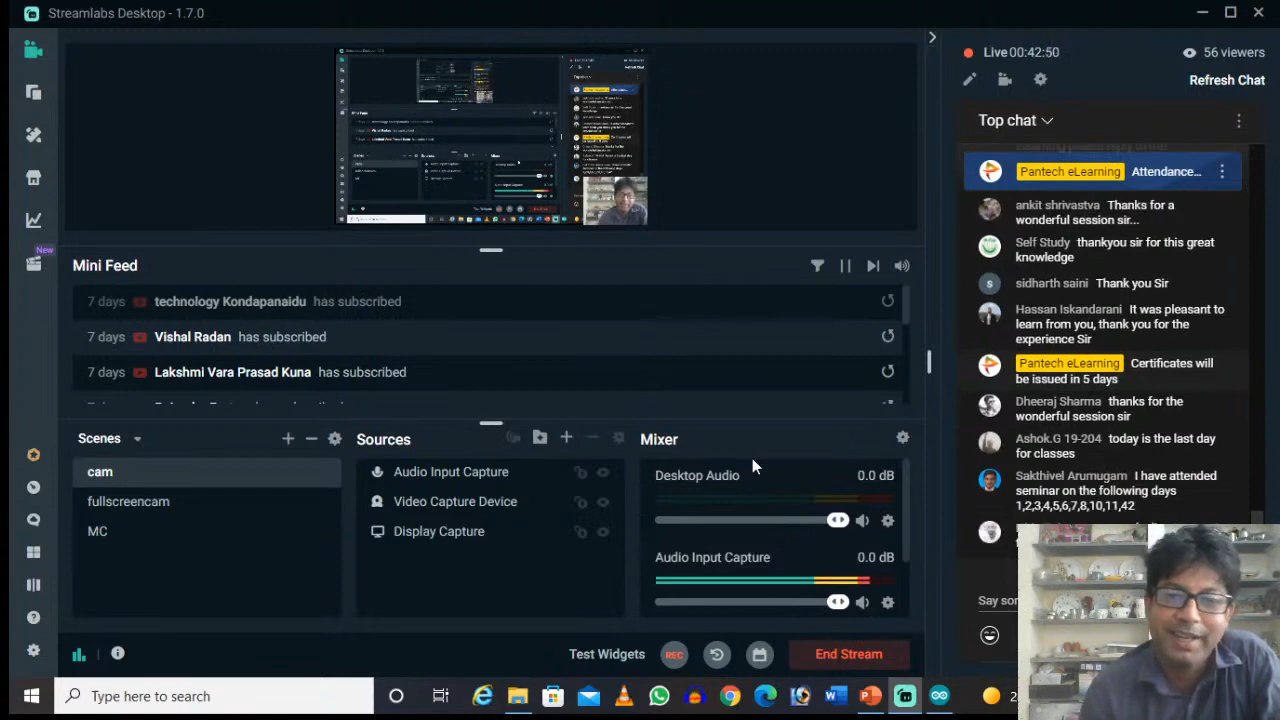 Streamlabs Desktop - 1.7.0
Live 00:42:50
56 viewers
Refresh Chat
Top chat
Pantech eLearning Attendance...
ankit shrivastva Thanks for a
wonderful session sir...
Self Study thankyou sir for this great
knowledge
sidharth saini Thank you Sir
Hassan Iskandarani It was pleasant to
learn from you, thank you for the
experience Sir
Pantech eLearning Certificates will
be issued in 5 days
Dheeraj Sharma thanks for the
wonderful session sir
Ashok.G 19-204 today is the last day
for classes
Sakthivel Arumugam I have attended
seminar on the following days
1,2,3,4,5,6,7,8,10,11,42
Say
New
Mini Feed
7 days technology Kondapanaidu has subscribed
7 days Vishal Radan has subscribed
7 days Lakshmi Vara Prasad Kuna has subscribed
Scenes
cam
fullscreencam
MC
Sources
Audio Input Capture
Video Capture Device
Display Capture
Mixer
Desktop Audio 0.0 dB
Audio Input Capture 0.0 dB
Test Widgets
REC
End Stream
Type here to search